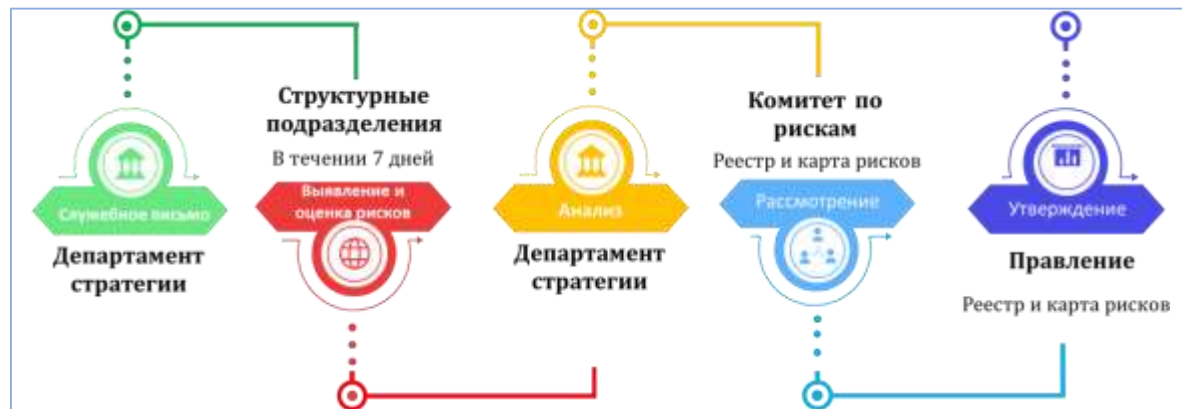 Служебное письмо
Департамент
стратегии
Структурные
подразделения
В течении 7 дней
Выявление и
оценка рисков
Анализ
Департамент
стратегии
Комитет по
рискам
Реестр и карта рисков
Рассмотрение
Утверждение
Правление
Реестр и карта рисков